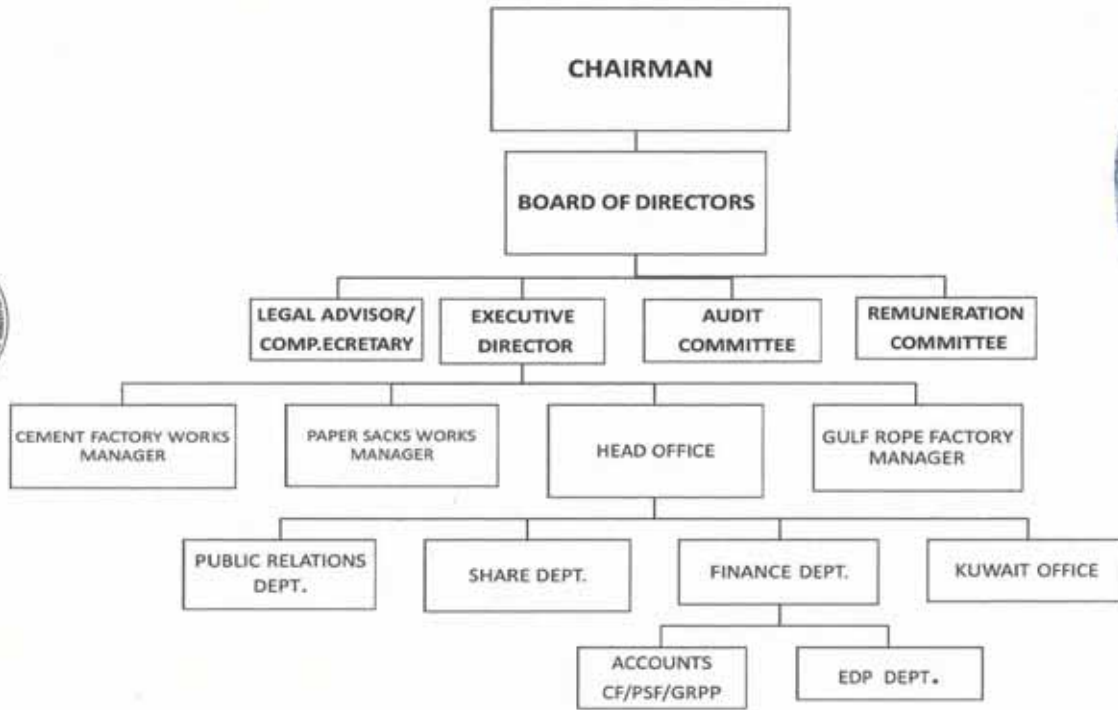 CHAIRMAN
BOARD OF DIRECTORS
LEGAL ADVISOR/
COMP.ECRETARY
EXECUTIVE
DIRECTOR
AUDIT
COMMITTEE
REMUNERATION
COMMITTEE
CEMENT FACTORY WORKS
MANAGER
PAPER SACKS WORKS
MANAGER
HEAD OFFICE
GULF ROPE FACTORY
MANAGER
PUBLIC RELATIONS
DEPT.
SHARE DEPT.
FINANCE DEPT.
KUWAIT OFFICE
ACCOUNTS
CF/PSF/GRPP
EDP DEPT.